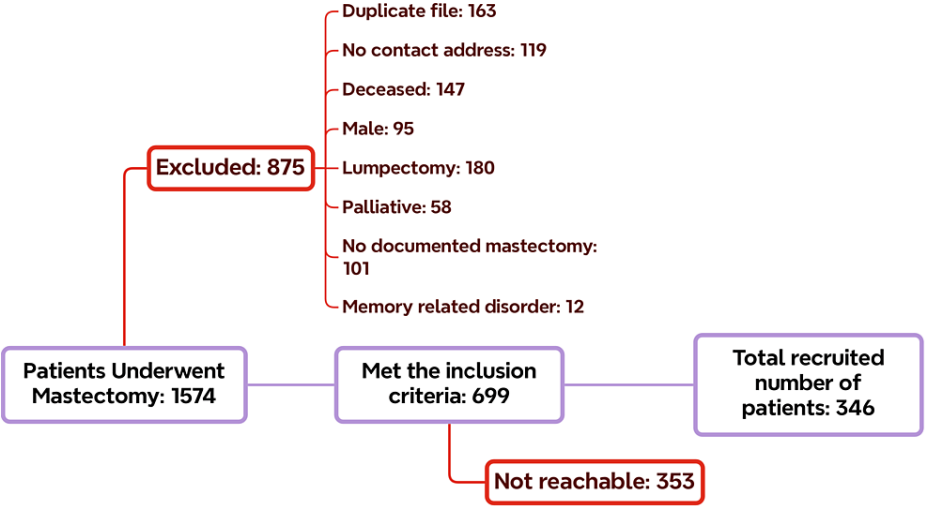 Duplicate file: 163
No contact address: 119
Deceased: 147
Male: 95
Excluded: 875
Lumpectomy: 180
Palliative: 58
No documented mastectomy:
101
Memory related disorder: 12
Patients Underwent
Mastectomy: 1574
Met the inclusion
criteria: 699
Total recruited
number of
patients: 346
Not reachable: 353